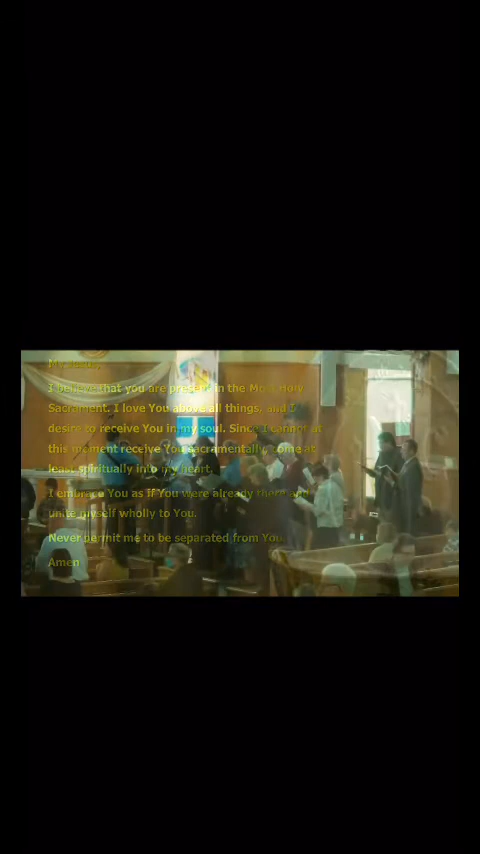 My Jesus,
I believe that you are present in the Most Holy
Sacrament. I love You above all things, and I
desire to receive You in my soul. Since I cannot at
this moment receive You sacramentally, come at
least spiritually into my heart.
I embrace You as if You were already there and
unite myself wholly to You.
Never permit me to be separated from You.
Amen